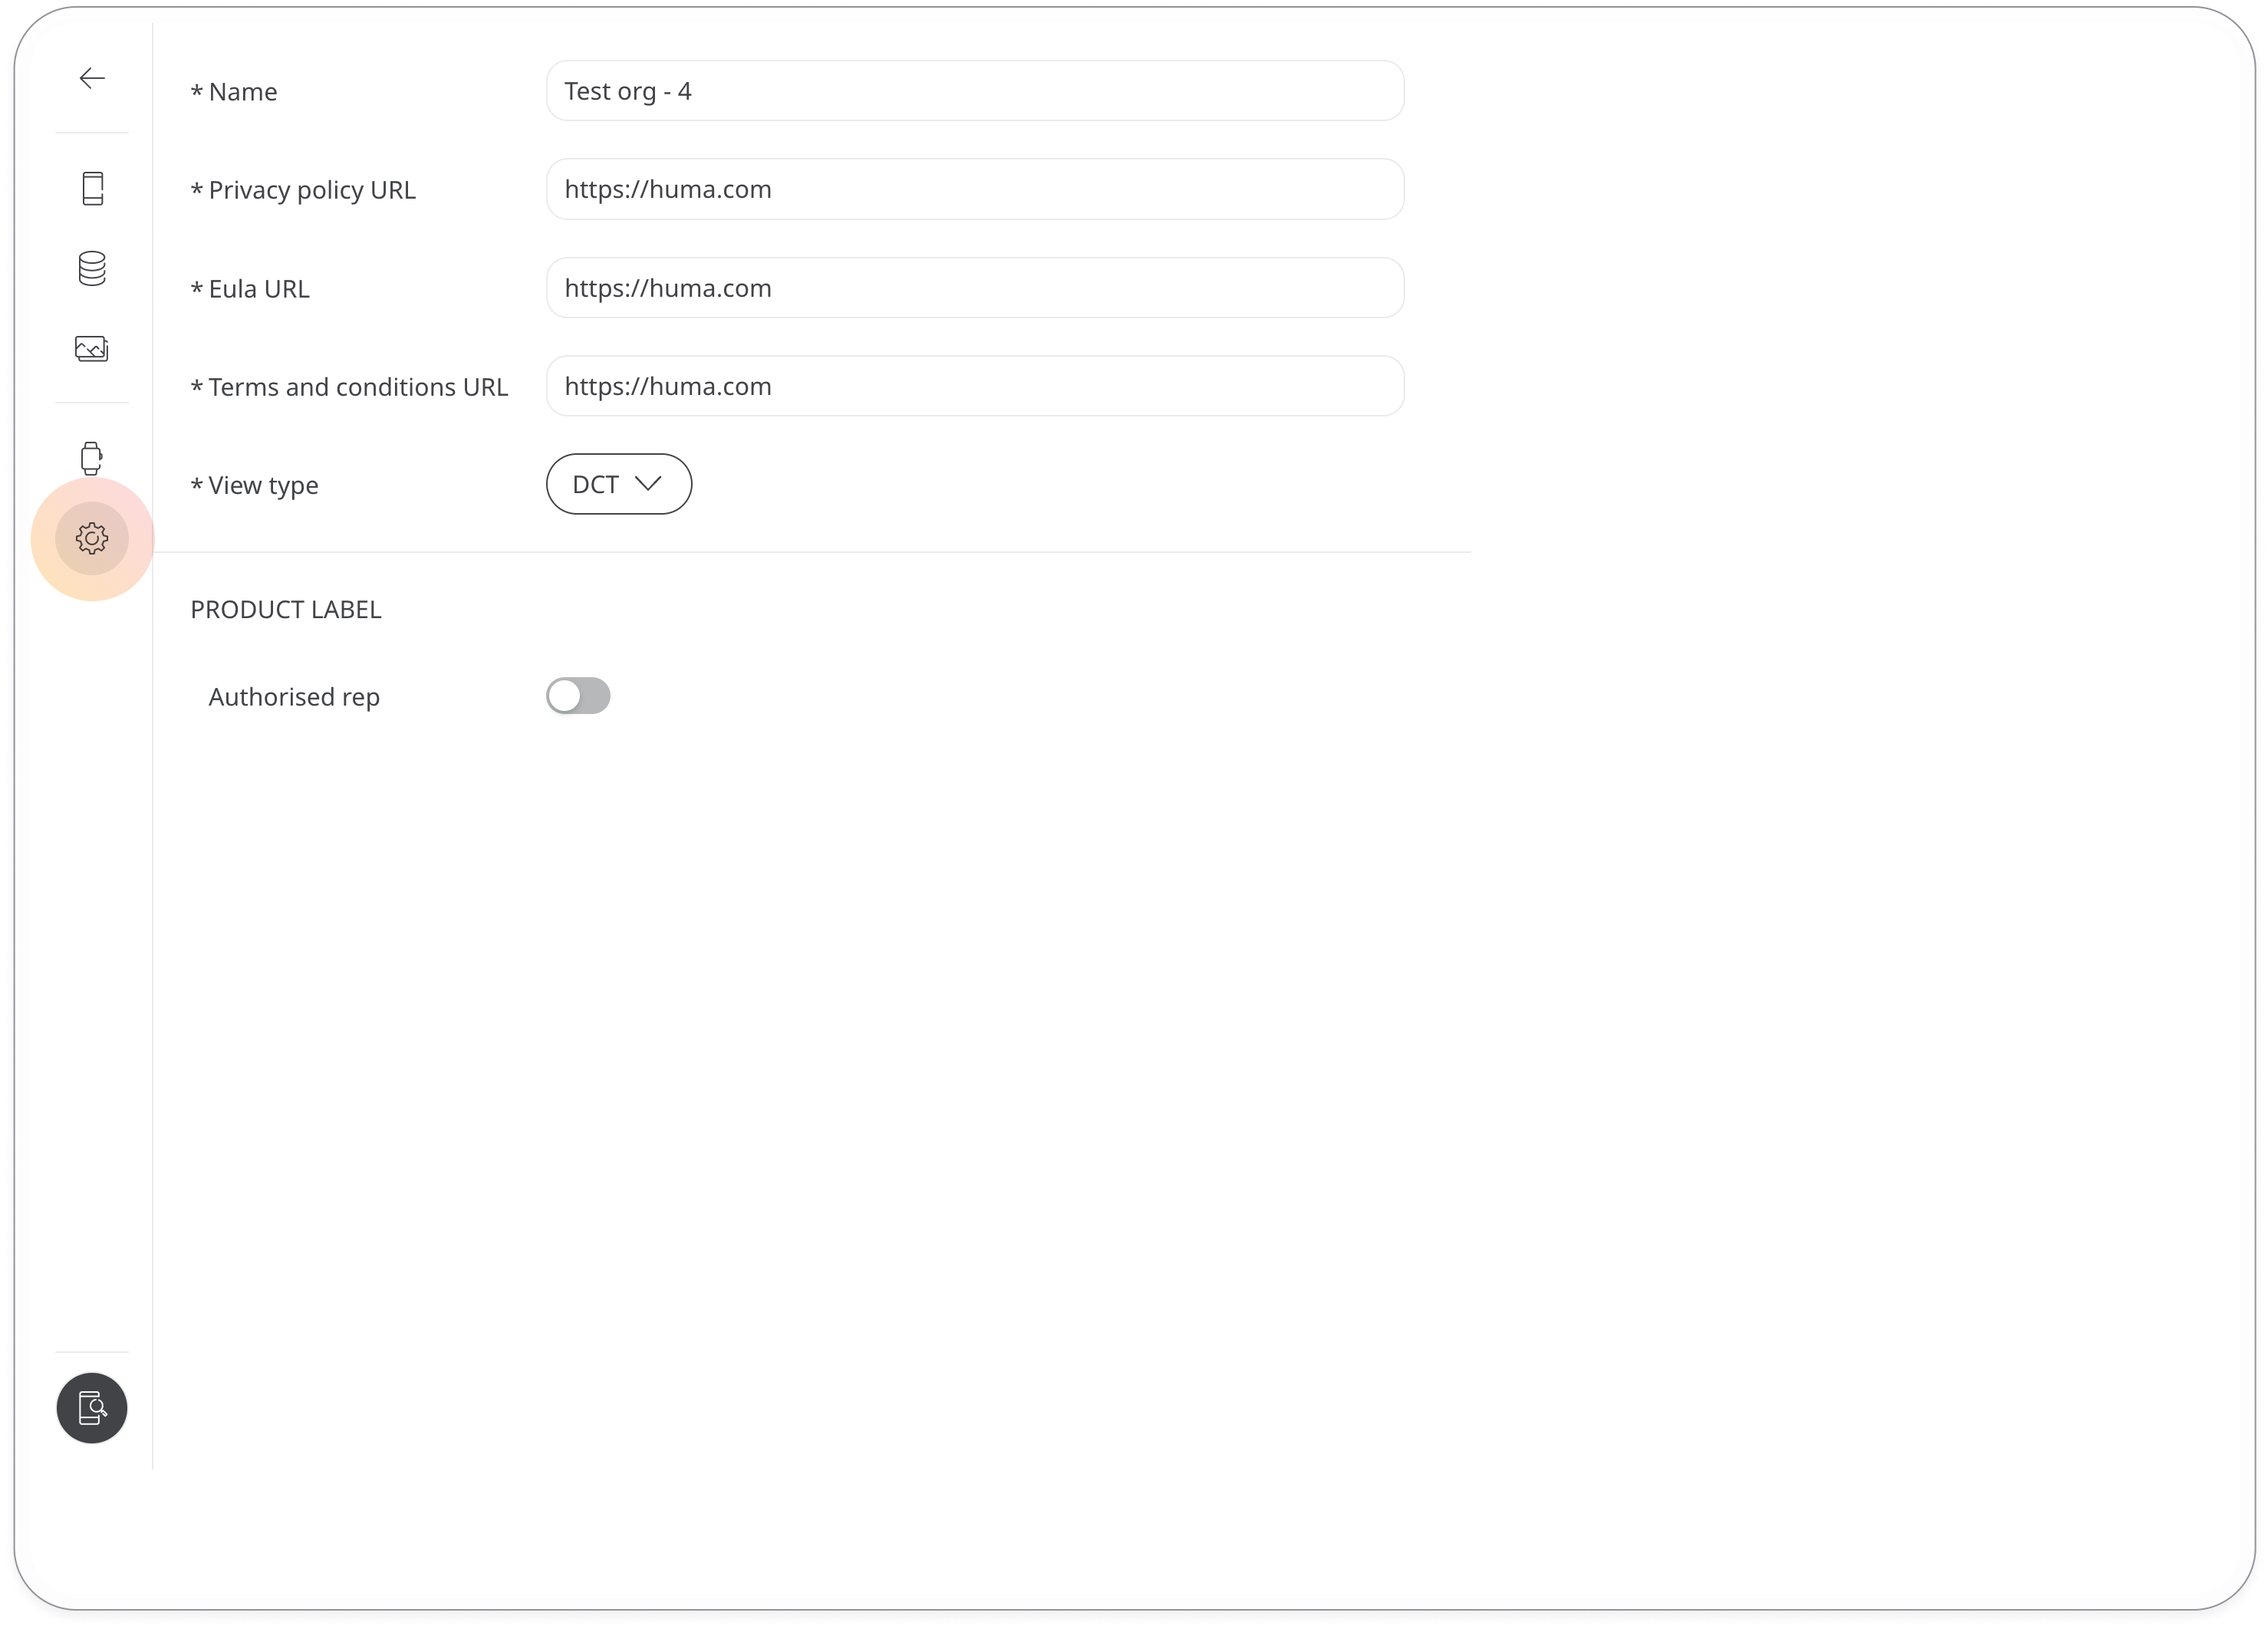 * Name
Test org - 4
* Privacy policy URL
https://huma.com
* Eula URL
https://huma.com
* Terms and conditions URL
https://huma.com
* View type
DCT
PRODUCT LABEL
Authorised rep